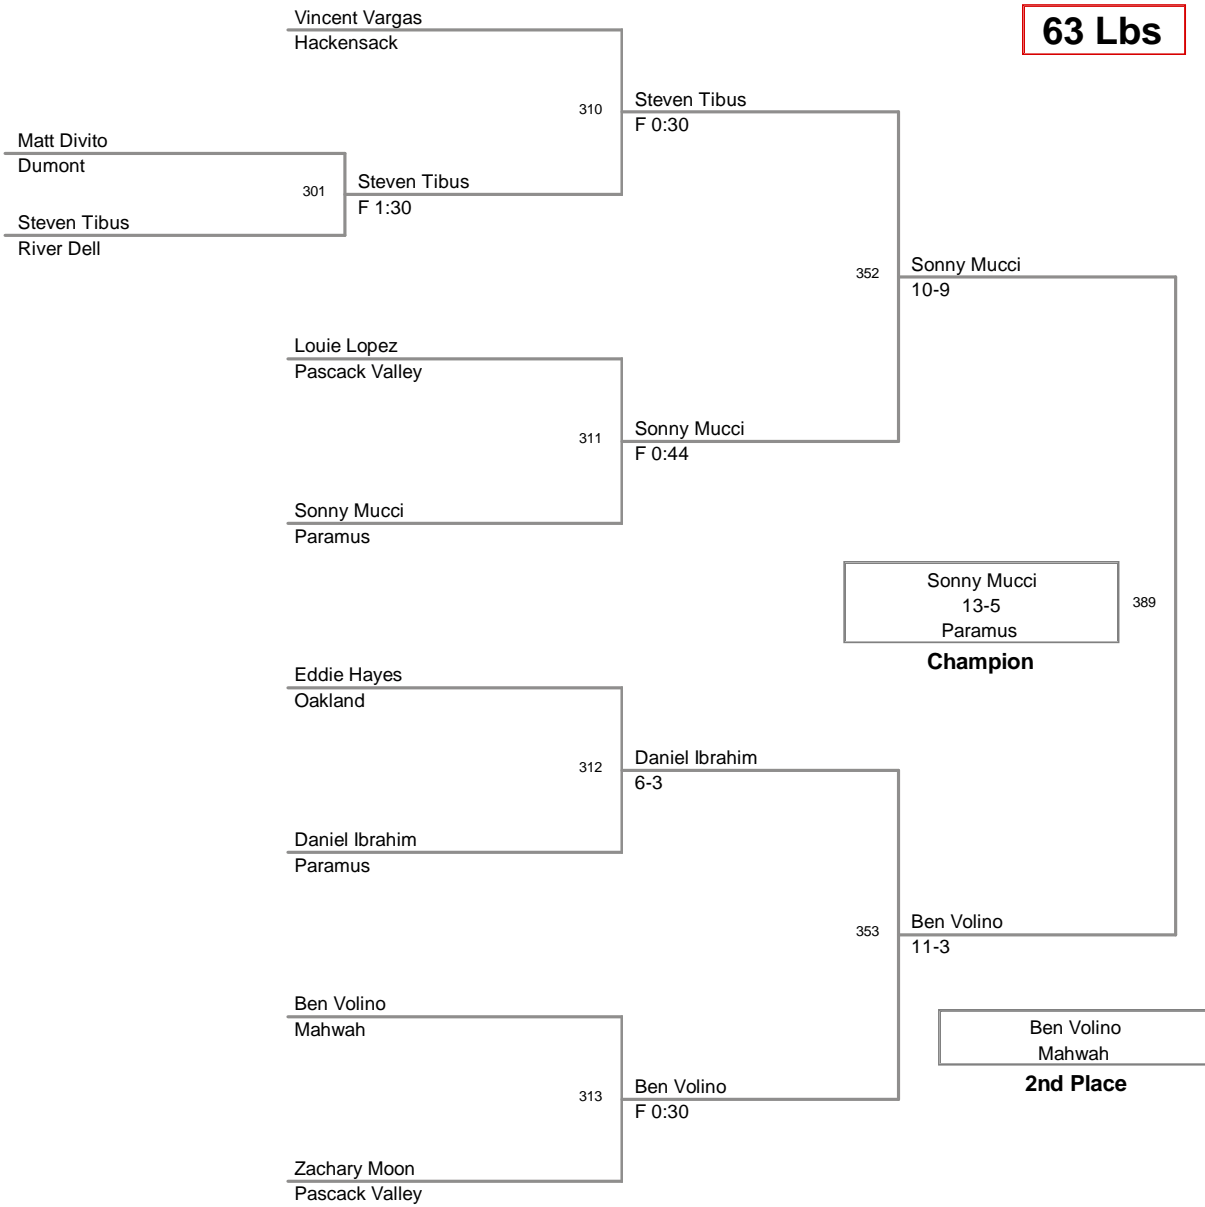 Vincent Vargas
Hackensack
63 Lbs
310
Steven Tibus
F 0:30
Matt Divito
Dumont
301
Steven Tibus
F 1:30
Steven Tibus
River Dell
352
Sonny Mucci
10-9
Louie Lopez
Pascack Valley
311
Sonny Mucci
F 0:44
Sonny Mucci
Paramus
Sonny Mucci
13-5
Paramus
389
Champion
Eddie Hayes
Oakland
312
Daniel Ibrahim
6-3
Daniel Ibrahim
Paramus
353
Ben Volino
11-3
Ben Volino
Mahwah
Ben Volino
Mahwah
2nd Place
313
Ben Volino
F 0:30
Zachary Moon
Pascack Valley